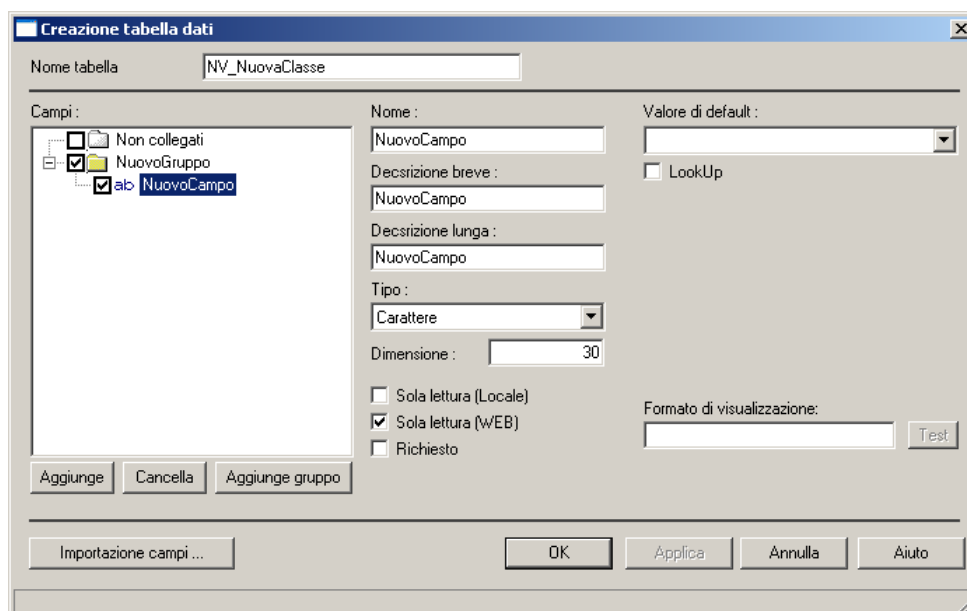 Creazione tabella dati
Nome tabella NV_NuovaClasse
Campi :
Non collegati
NuovoGruppo
ab NuovoCampo
Aggiunge Cancella Aggiunge gruppo
Nome :
NuovoCampo
Decsrizione breve :
NuovoCampo
Decsrizione lunga :
NuovoCampo
Tipo :
Carattere
Dimensione : 30
Sola lettura (Locale)
Sola lettura (WEB)
Richiesto
Valore di default :
LookUp
Formato di visualizzazione:
Test
Importazione campi ... OK Applica Annulla Aiuto